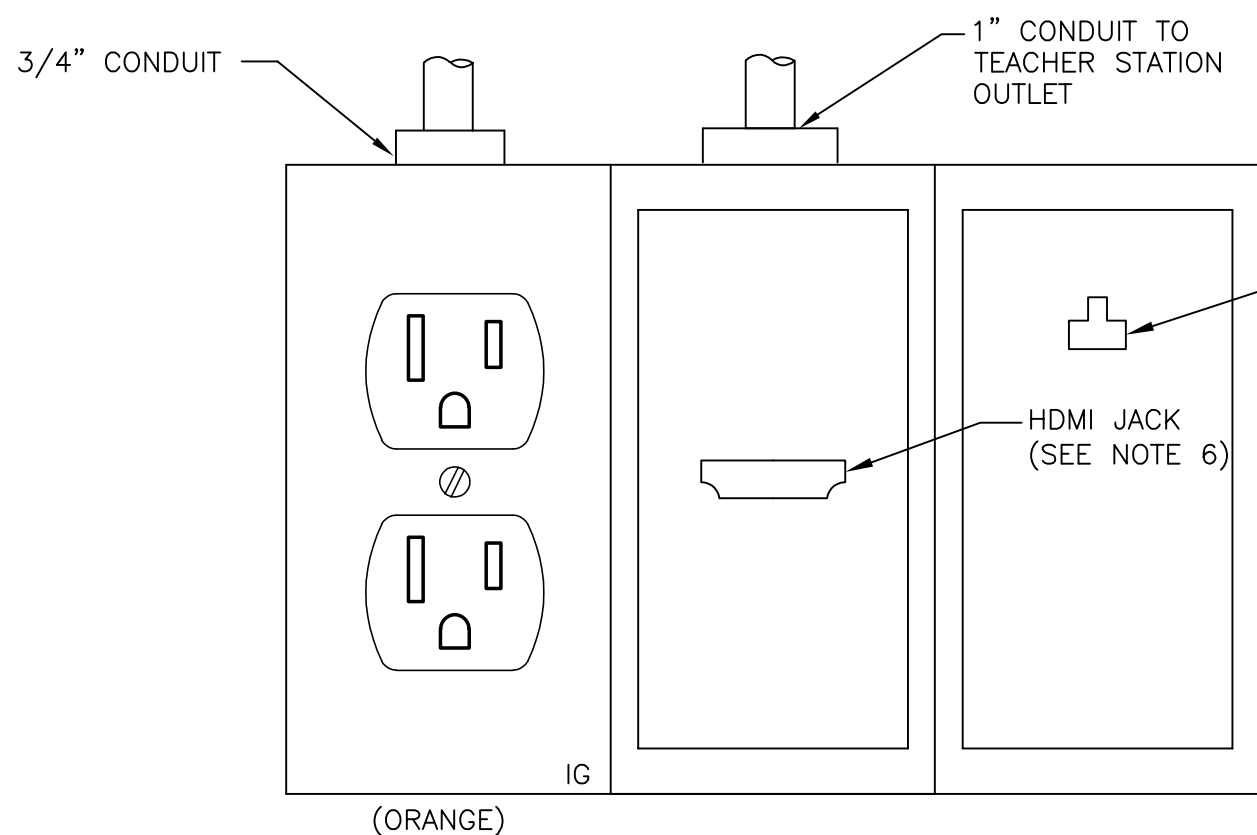 3/4” CONDUIT
1” CONDUIT TO
TEACHER STATION
OUTLET
HDMI JACK
(SEE NOTE 6)
IG
(ORANGE)